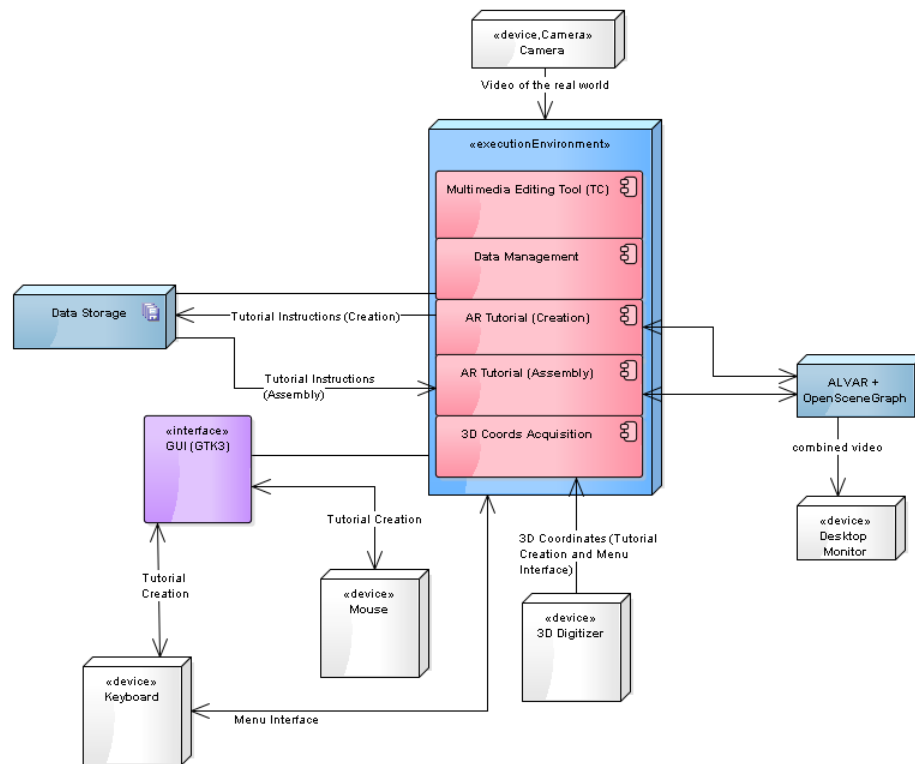 «device,Camera»
Camera
Video of the real world
«executionEnvironment»
Multimedia Editing Tool (TC)
Data Management
Data Storage
Tutorial Instructions (Creation)
AR Tutorial (Creation)
AR Tutorial (Assembly)
Tutorial Instructions
(Assembly)
ALVAR +
OpenSceneGraph
«interface»
GUI (GTK3)
3D Coords Acquisition
combined video
Tutorial Creation
«device»
Desktop
Monitor
3D Coordinates (Tutorial
Creation and Menu
Interface)
Tutorial
Creation
«device»
Mouse
«device»
3D Digitizer
«device»
Keyboard
Menu Interface